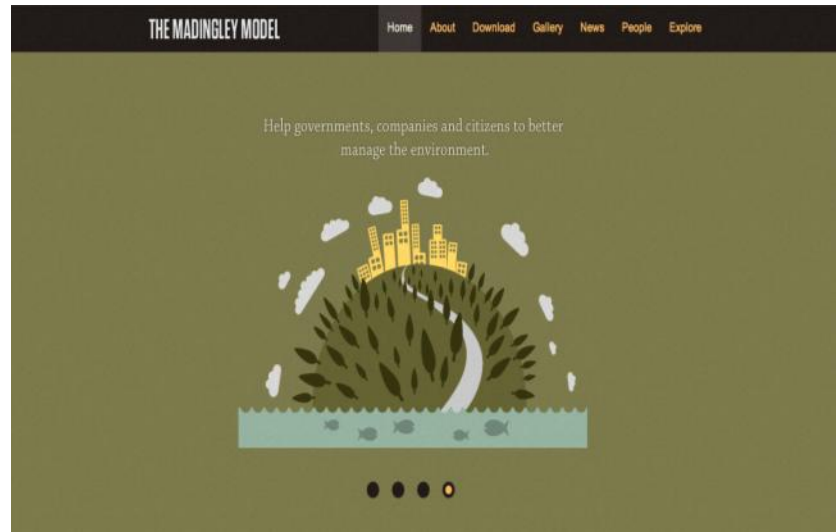 THE MADINGLEY MODEL
Home About Download Gallery News People Explore
Help governments, companies and citizens to better
manage the environment.